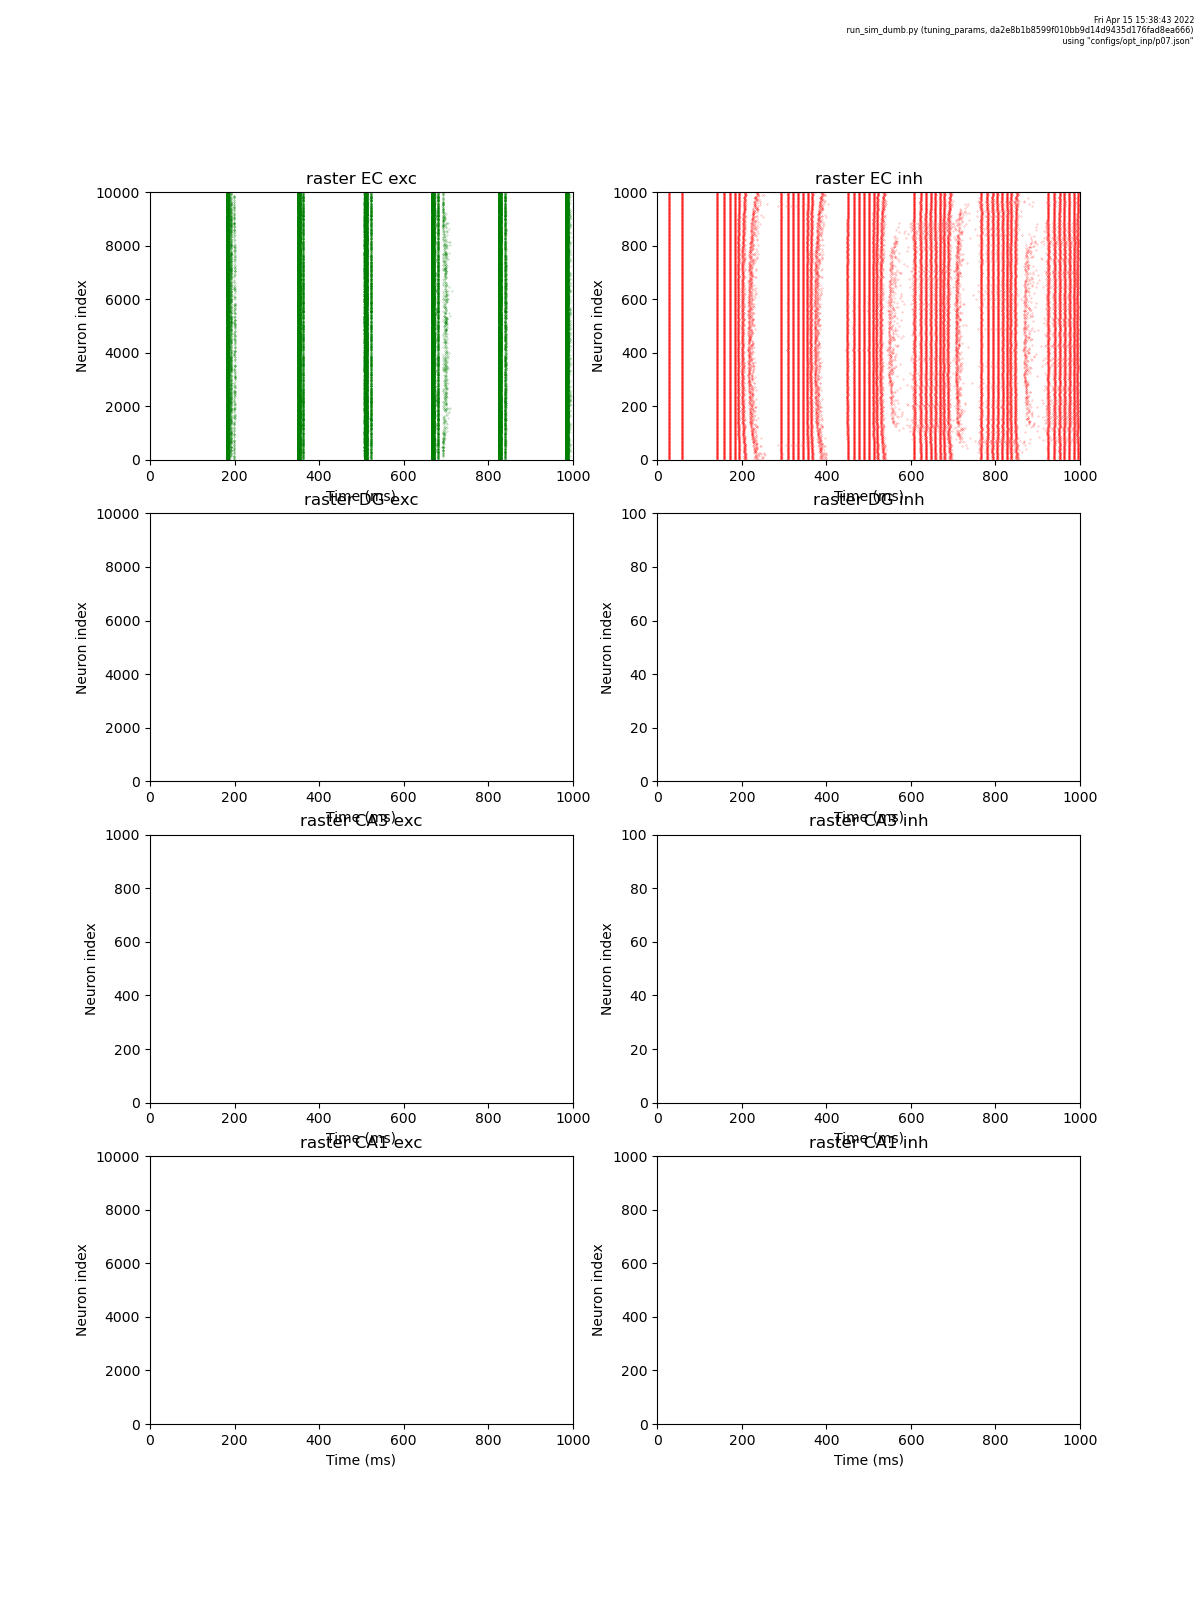 Fri Apr 15 15:38:43 2022
run_sim_dumb.py (tuning_params, da2e8b1b8599f010bb9d14d9435d176fad8ea666)
using "configs/opt_inp/p07.json"
raster EC exc
raster EC inh
10000
8000
6000
4000
2000
0
Neuron index
0 200 400 600 800 1000
Time (ms)
1000
800
600
400
200
0
Neuron index
0 200 400 600 800 1000
Time (ms)
raster DG exc
raster DG inh
10000
8000
6000
4000
2000
0
Neuron index
0 200 400 600 800 1000
Time (ms)
100
80
60
40
20
0
Neuron index
0 200 400 600 800 1000
Time (ms)
raster CA3 exc
raster CA3 inh
1000
800
600
400
200
0
Neuron index
0 200 400 600 800 1000
Time (ms)
100
80
60
40
20
0
Neuron index
0 200 400 600 800 1000
Time (ms)
raster CA1 exc
raster CA1 inh
10000
8000
6000
4000
2000
0
Neuron index
0 200 400 600 800 1000
Time (ms)
1000
800
600
400
200
0
Neuron index
0 200 400 600 800 1000
Time (ms)